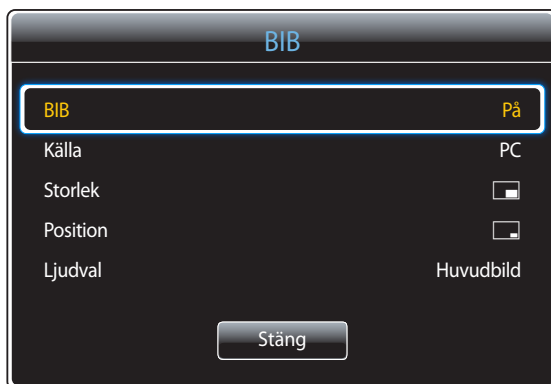 BIB
BIB På
Källa PC
Storlek
Position
Ljudval Huvudbild
Stäng